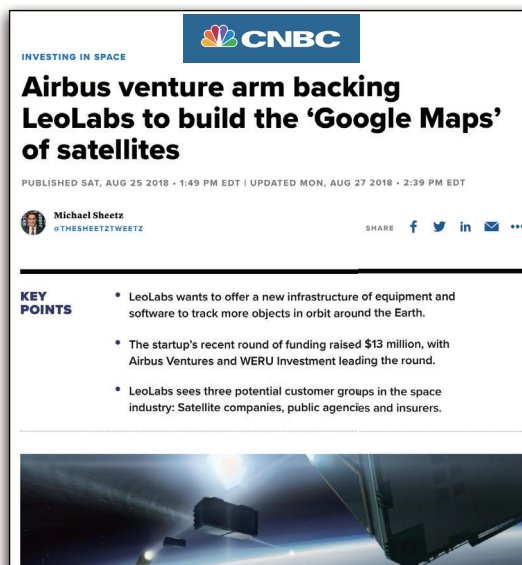 CNBC
INVESTING IN SPACE
Airbus venture arm backing
LeoLabs to build the ‘Google Maps’
of satellites
PUBLISHED SAT, AUG 25 2018 • 1:49 PM EDT | UPDATED MON, AUG 27 2018 • 2:39 PM EDT
Michael Sheetz
@THESHEETZTWEETZ
SHARE
KEY
POINTS
• LeoLabs wants to offer a new infrastructure of equipment and
software to track more objects in orbit around the Earth.
• The startup’s recent round of funding raised $13 million, with
Airbus Ventures and WERU Investment leading the round.
• LeoLabs sees three potential customer groups in the space
industry: Satellite companies, public agencies and insurers.